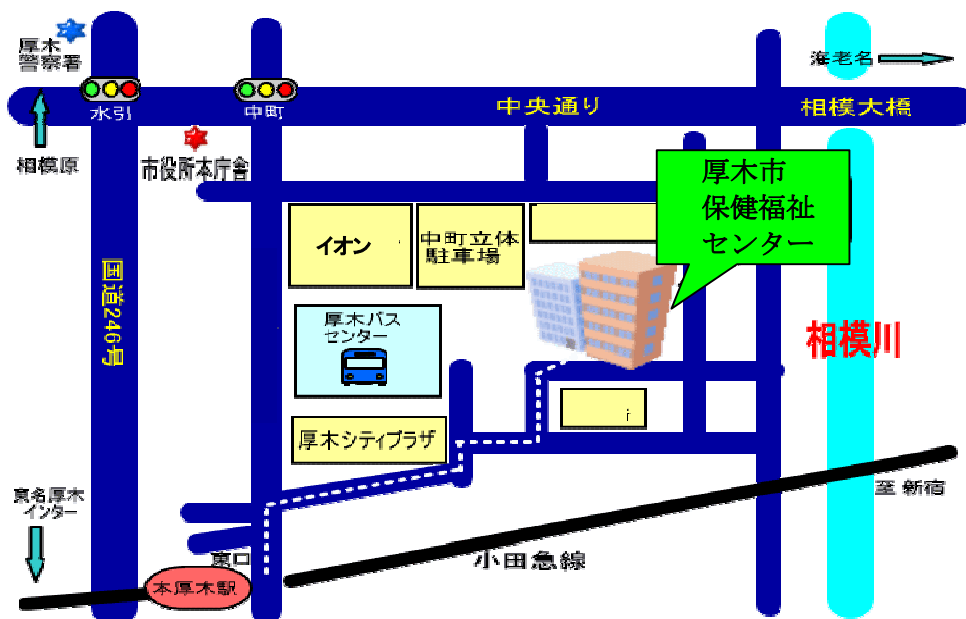 厚木
警察署
海老名
水引
中町
中央通り
相模大橋
相模原
市役所本庁舎
厚木市
保健福祉
センター
イオン
中町立体
駐車場
国道246号
厚木バス
センター
相模川
厚木シティプラザ
東名厚木
インター
至 新宿
東口
小田急線
本厚木駅